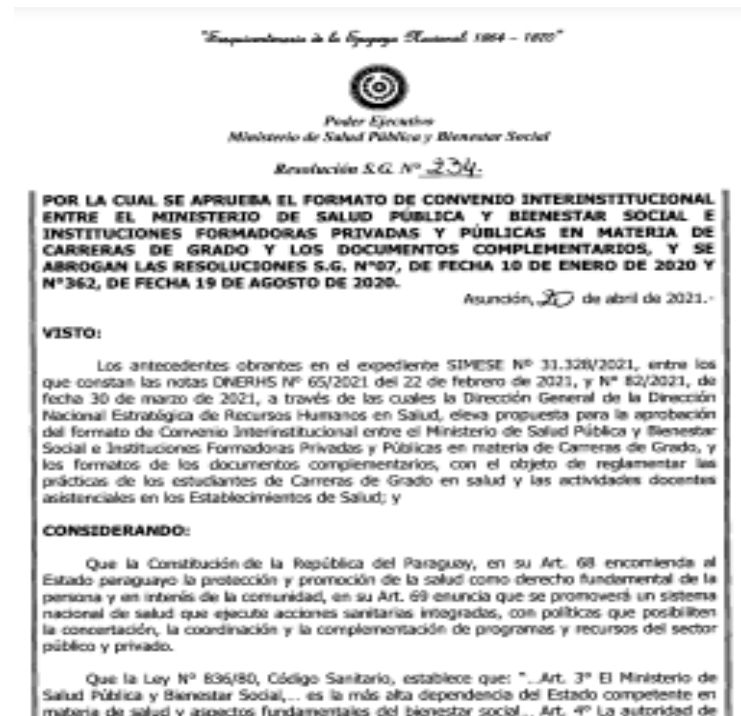 "Sesquicentenario de la Epopeya Nacional 1864 – 1870"
Poder Ejecutivo
Ministerio de Salud Pública y Bienestar Social
Resolución S.G. Nº 234.-
POR LA CUAL SE APRUEBA EL FORMATO DE CONVENIO INTERINSTITUCIONAL
ENTRE EL MINISTERIO DE SALUD PÚBLICA Y BIENESTAR SOCIAL E
INSTITUCIONES FORMADORAS PRIVADAS Y PÚBLICAS EN MATERIA DE
CARRERAS DE GRADO Y LOS DOCUMENTOS COMPLEMENTARIOS, Y SE
ABROGAN LAS RESOLUCIONES S.G. Nº07, DE FECHA 10 DE ENERO DE 2020 Y
Nº362, DE FECHA 19 DE AGOSTO DE 2020.
Asunción, 20 de abril de 2021.-
VISTO:
Los antecedentes obrantes en el expediente SIMESE Nº 31.328/2021, entre los
que constan las notas DNERHS Nº 65/2021 del 22 de febrero de 2021, y Nº 82/2021, de
fecha 30 de marzo de 2021, a través de las cuales la Dirección General de la Dirección
Nacional Estratégica de Recursos Humanos en Salud, eleva propuesta para la aprobación
del formato de Convenio Interinstitucional entre el Ministerio de Salud Pública y Bienestar
Social e Instituciones Formadoras Privadas y Públicas en materia de Carreras de Grado, y
los formatos de los documentos complementarios, con el objeto de reglamentar las
prácticas de los estudiantes de Carreras de Grado en salud y las actividades docentes
asistenciales en los Establecimientos de Salud; y
CONSIDERANDO:
Que la Constitución de la República del Paraguay, en su Art. 68 encomienda al
Estado paraguayo la protección y promoción de la salud como derecho fundamental de la
persona y en interés de la comunidad, en su Art. 69 enuncia que se promoverá un sistema
nacional de salud que ejecute acciones sanitarias integradas, con políticas que posibiliten
la concertación, la coordinación y la complementación de programas y recursos del sector
público y privado.
Que la Ley Nº 836/80, Código Sanitario, establece que: "...Art. 3º El Ministerio de
Salud Pública y Bienestar Social,... es la más alta dependencia del Estado competente en
materia de salud y aspectos fundamentales del bienestar social... Art. 4º La autoridad de